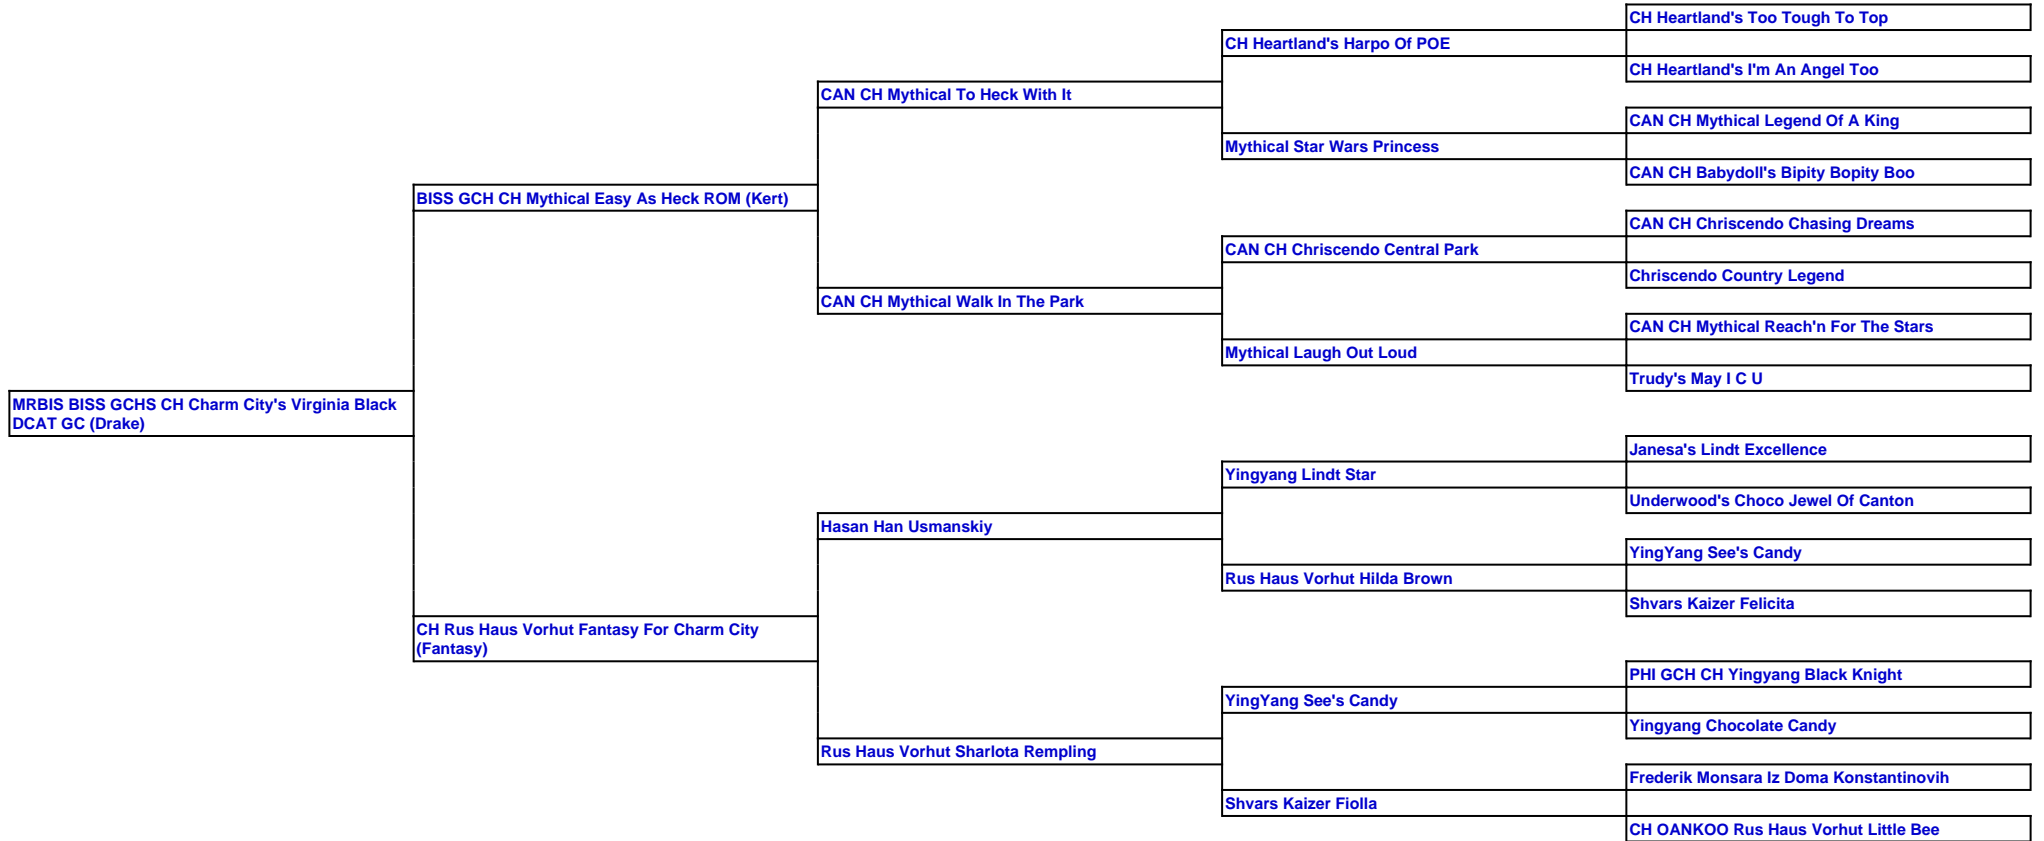 CH Heartland's Too Tough To Top
CH Heartland's Harpo Of POE
CH Heartland's I'm An Angel Too
CAN CH Mythical To Heck With It
CAN CH Mythical Legend Of A King
Mythical Star Wars Princess
CAN CH Babydoll's Bipity Bopity Boo
BISS GCH CH Mythical Easy As Heck ROM (Kert)
CAN CH Chriscendo Chasing Dreams
CAN CH Chriscendo Central Park
Chriscendo Country Legend
CAN CH Mythical Walk In The Park
CAN CH Mythical Reach'n For The Stars
Mythical Laugh Out Loud
Trudy's May I C U
MRBIS BISS GCHS CH Charm City's Virginia Black
DCAT GC (Drake)
Janesa's Lindt Excellence
Yingyang Lindt Star
Underwood's Choco Jewel Of Canton
Hasan Han Usmanskiy
YingYang See's Candy
Rus Haus Vorhut Hilda Brown
Shvars Kaizer Felicita
CH Rus Haus Vorhut Fantasy For Charm City
(Fantasy)
PHI GCH CH Yingyang Black Knight
YingYang See's Candy
Yingyang Chocolate Candy
Rus Haus Vorhut Sharlota Rempling
Frederik Monsara Iz Doma Konstantinovih
Shvars Kaizer Fiolla
CH OANKOO Rus Haus Vorhut Little Bee